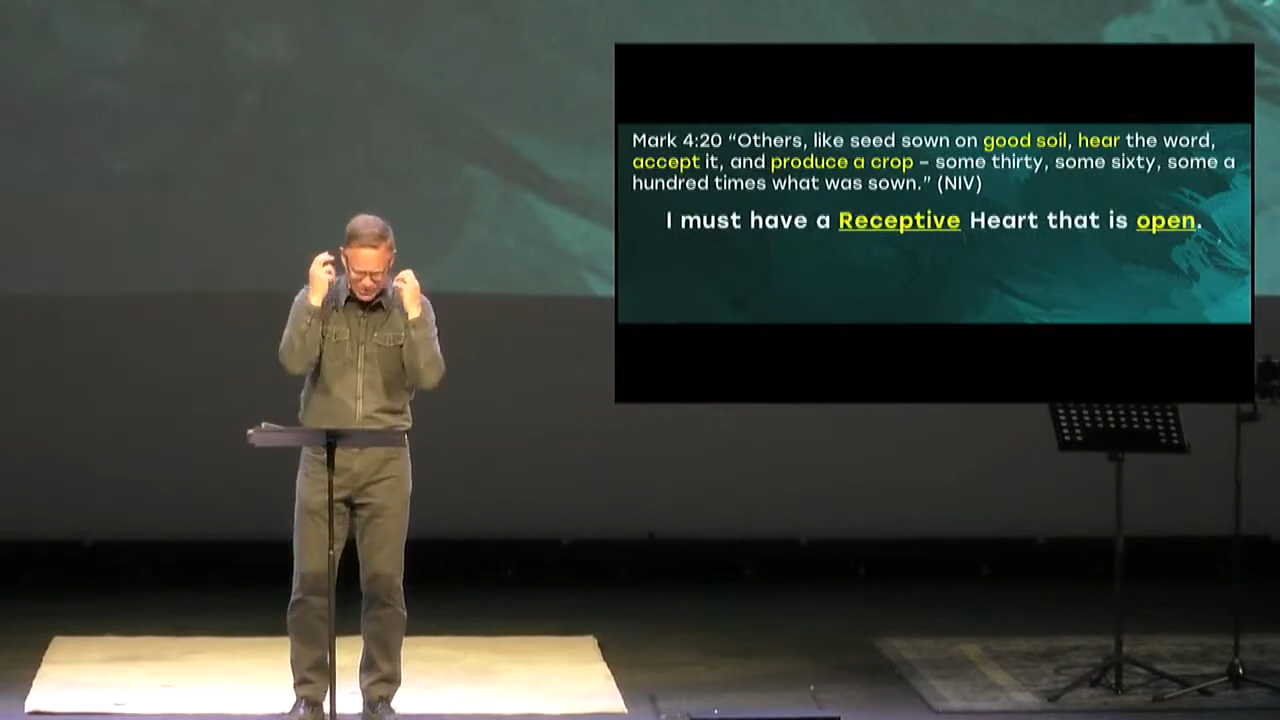 Mark 4:20 “Others, like seed sown on good soil, hear the word,
accept it, and produce a crop – some thirty, some sixty, some a
hundred times what was sown.” (NIV)
I must have a Receptive Heart that is open.